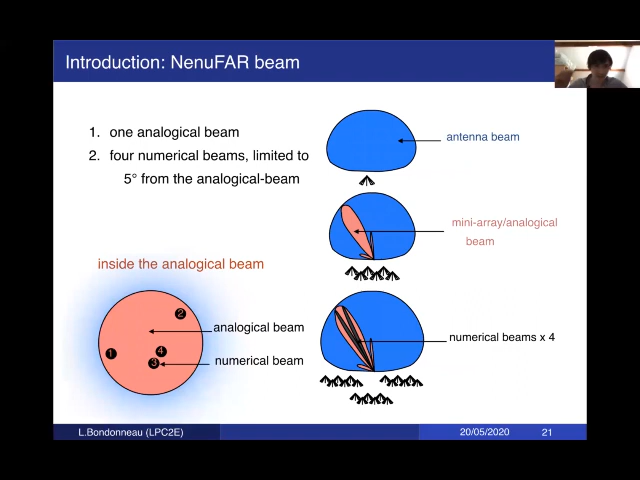 Introduction: NenuFAR beam
1. one analogical beam
2. four numerical beams, limited to
5° from the analogical-beam
antenna beam
mini-array/analogical
beam
inside the analogical beam
2
analogical beam
numerical beams x 4
1
4
3
numerical beam
L.Bondonneau (LPC2E)
20/05/2020
21